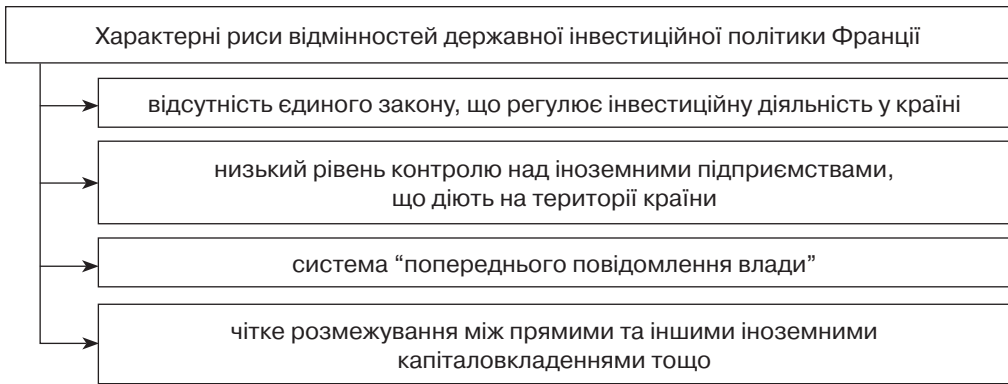 Характерні риси відмінностей державної інвестиційної політики Франції
відсутність єдиного закону, що регулює інвестиційну діяльність у країні
низький рівень контролю над іноземними підприємствами,
що діють на території країни
система “попереднього повідомлення влади”
чітке розмежування між прямими та іншими іноземними
капіталовкладеннями тощо